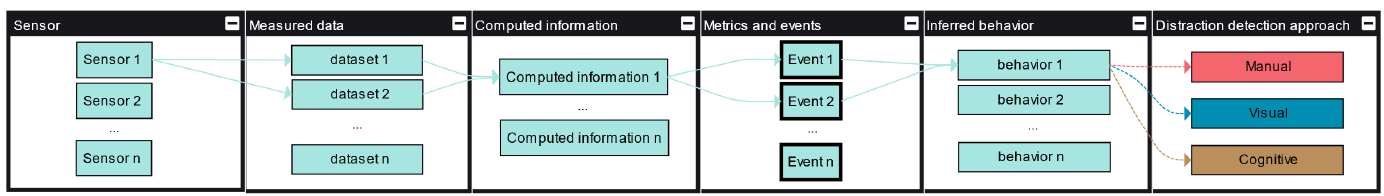 Sensor
Sensor 1
Sensor 2
...
Sensor n
Measured data
dataset 1
dataset 2
...
dataset n
Computed information
Computed information 1
...
Computed information n
Metrics and events
Event 1
Event 2
...
Event n
Inferred behavior
behavior 1
behavior 2
...
behavior n
Distraction detection approach
Manual
Visual
Cognitive